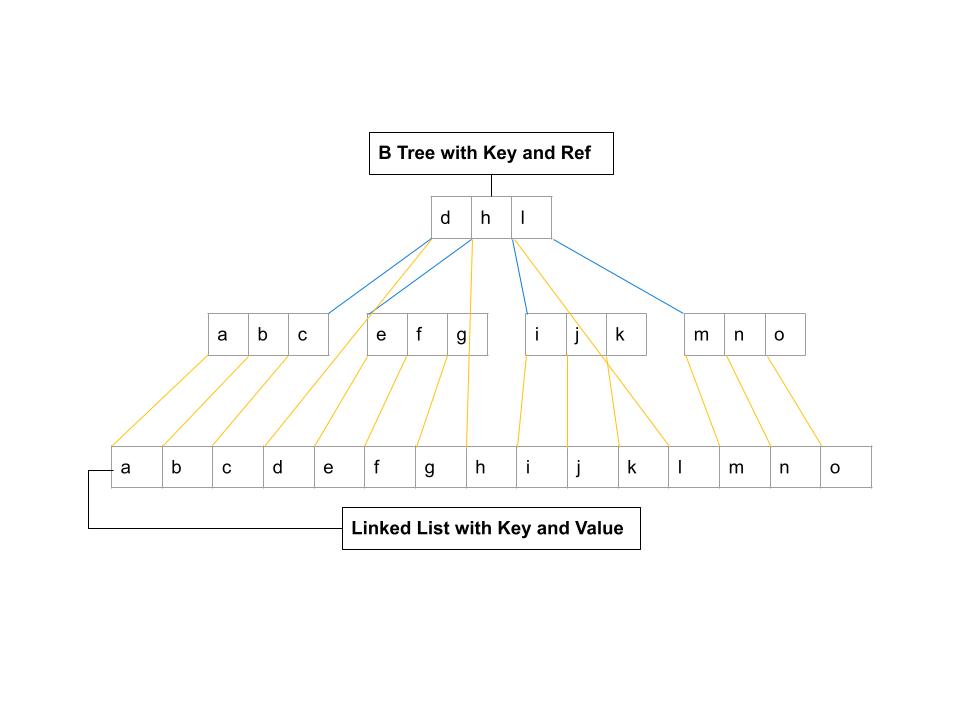 B Tree with Key and Ref
d h l
a b c e f g i j k m n o
a b c d e f g h i j k l m n o
Linked List with Key and Value